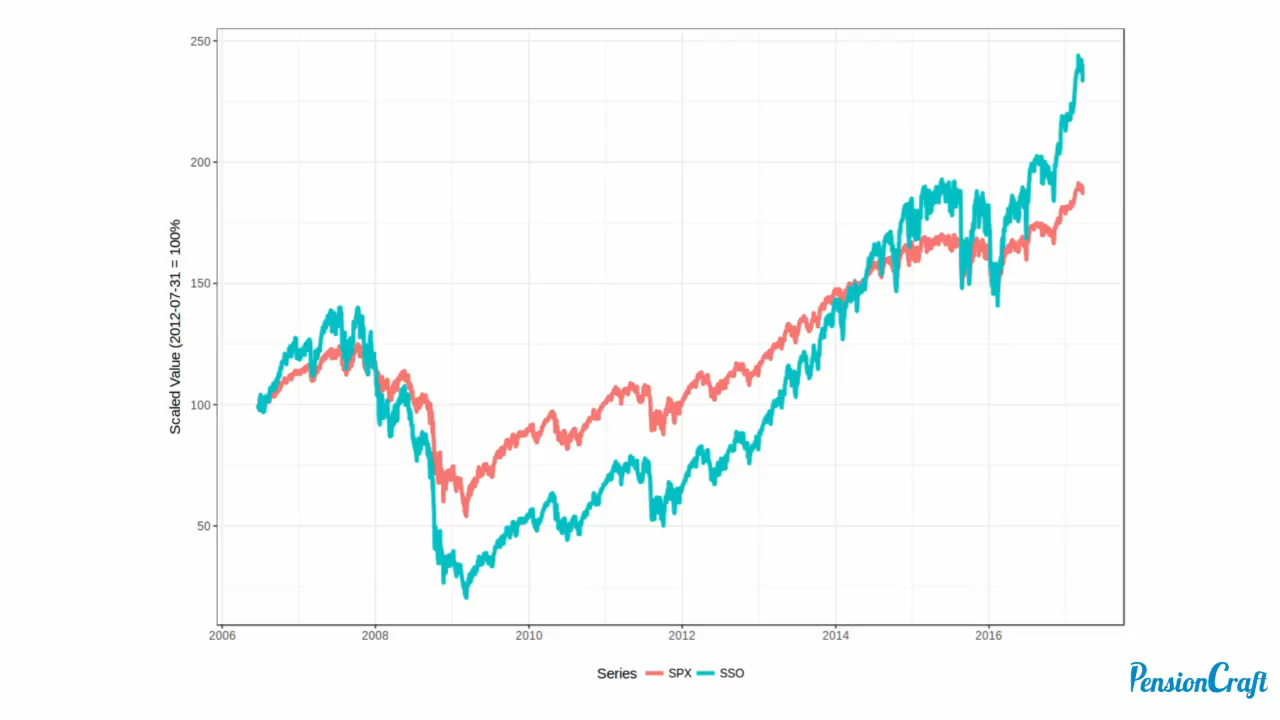 250
200
150
100
50
Scaled Value (2012-07-31 = 100%)
2006 2008 2010 2012 2014 2016
Series SPX SSO
PensionCraft